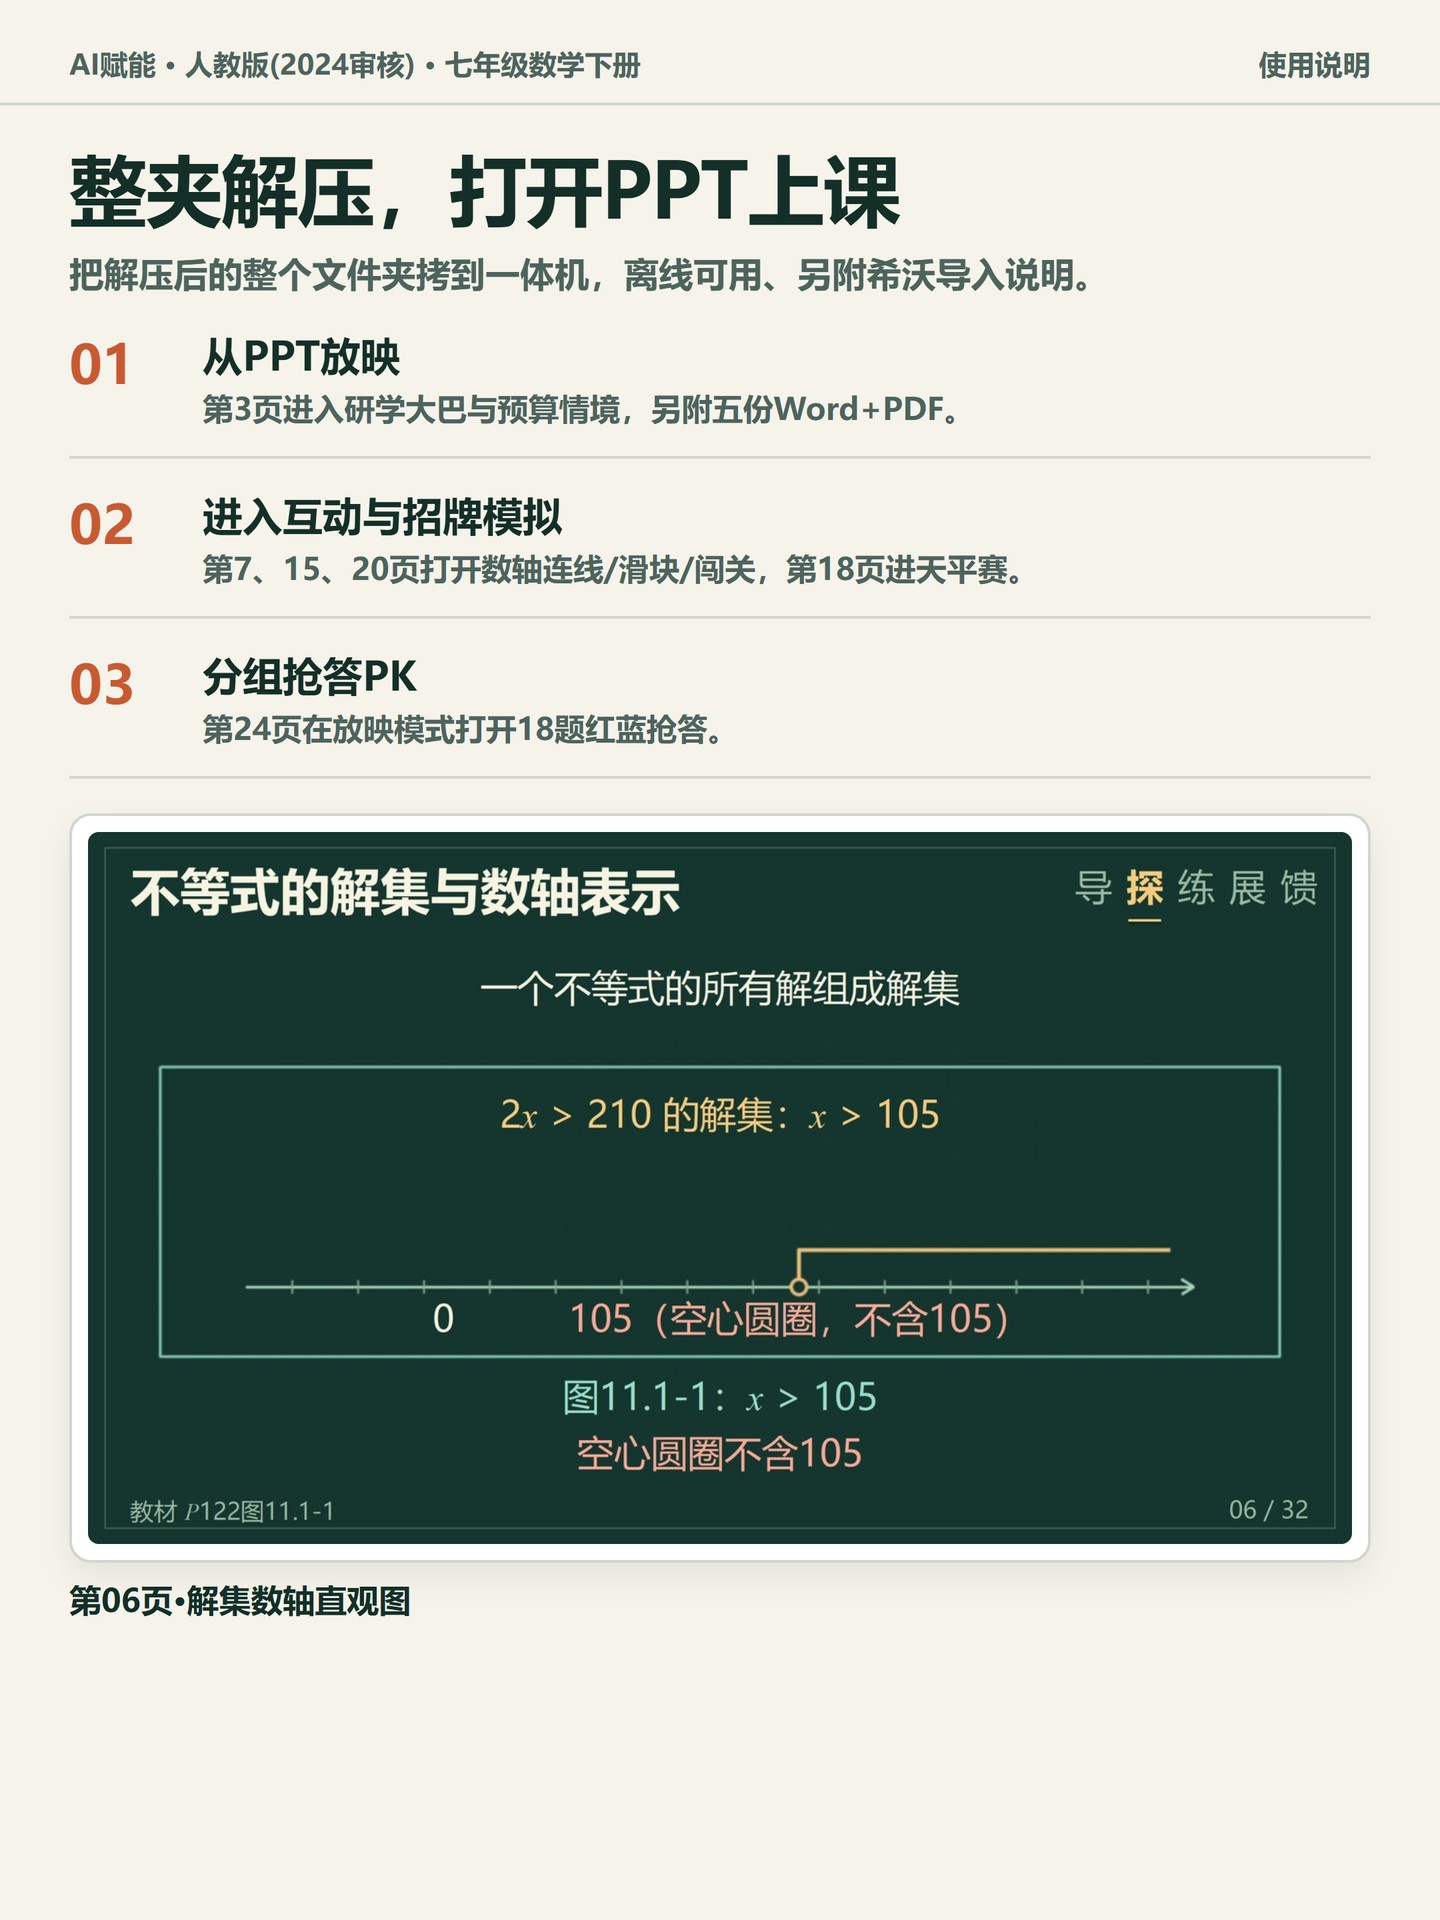 AI赋能 • 人教版(2024审核) • 七年级数学下册
使用说明
整夹解压，打开PPT上课
把解压后的整个文件夹拷到一体机，离线可用、另附希沃导入说明。
01
从PPT放映
第3页进入研学大巴与预算情境，另附五份Word+PDF。
02
进入互动与招牌模拟
第7、15、20页打开数轴连线/滑块/闯关，第18页进天平赛。
03
分组抢答PK
第24页在放映模式打开18题红蓝抢答。
不等式的解集与数轴表示
导 探 练 展 馈
一个不等式的所有解组成解集
2x > 210 的解集：x > 105
0
105（空心圆圈，不含105）
图11.1-1：x > 105
空心圆圈不含105
教材 P122图11.1-1
06 / 32
第06页•解集数轴直观图